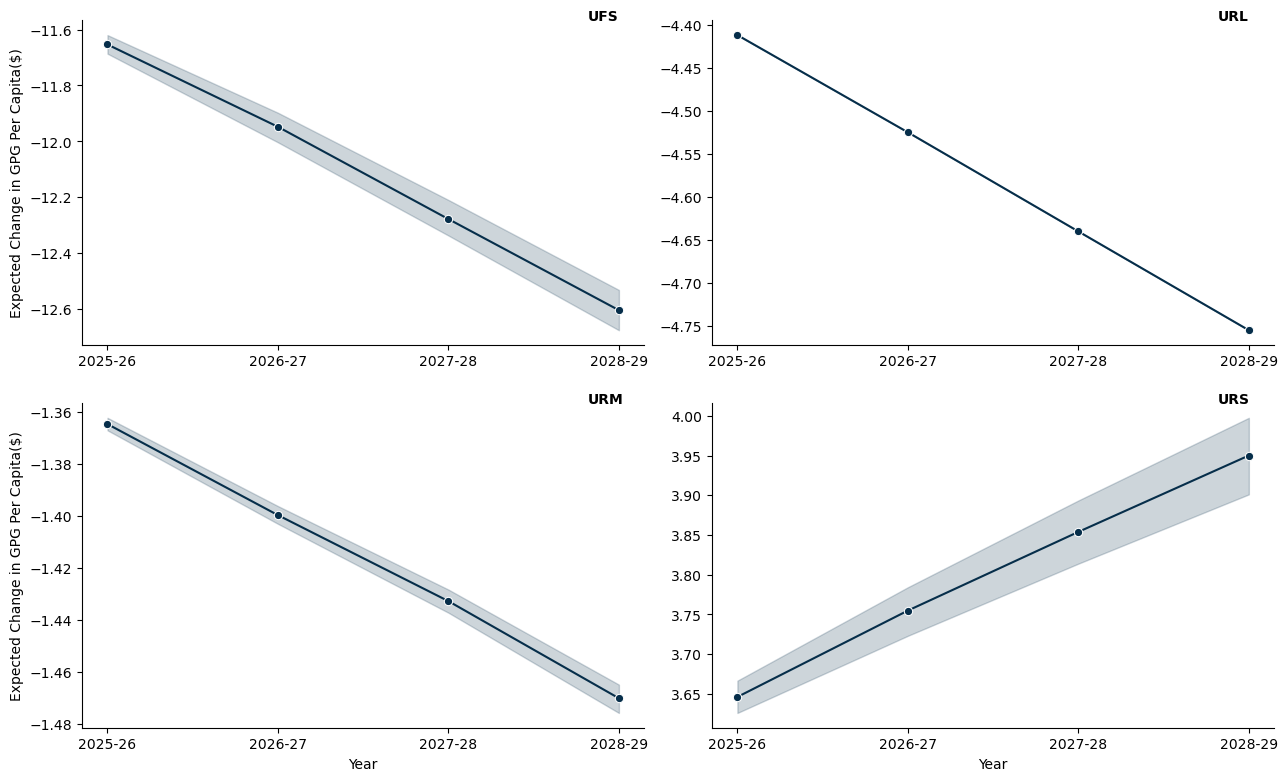 UFS
Expected Change in GPG Per Capita($)
−11.6
−11.8
−12.0
−12.2
−12.4
−12.6
2025-26 2026-27 2027-28 2028-29
URL
−4.40
−4.45
−4.50
−4.55
−4.60
−4.65
−4.70
−4.75
2025-26 2026-27 2027-28 2028-29
URM
Expected Change in GPG Per Capita($)
−1.36
−1.38
−1.40
−1.42
−1.44
−1.46
−1.48
2025-26 2026-27 2027-28 2028-29
Year
URS
4.00
3.95
3.90
3.85
3.80
3.75
3.70
3.65
2025-26 2026-27 2027-28 2028-29
Year